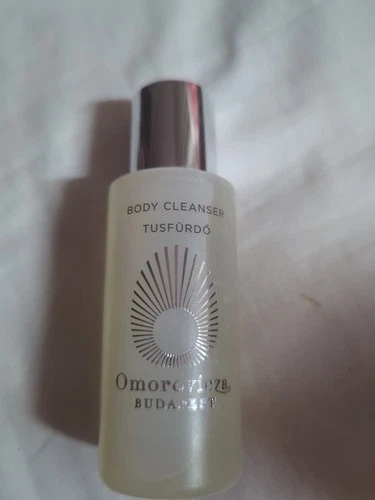 BODY CLEANSER
TUSFÜRDŐ
Omorovicza
BUDAPEST